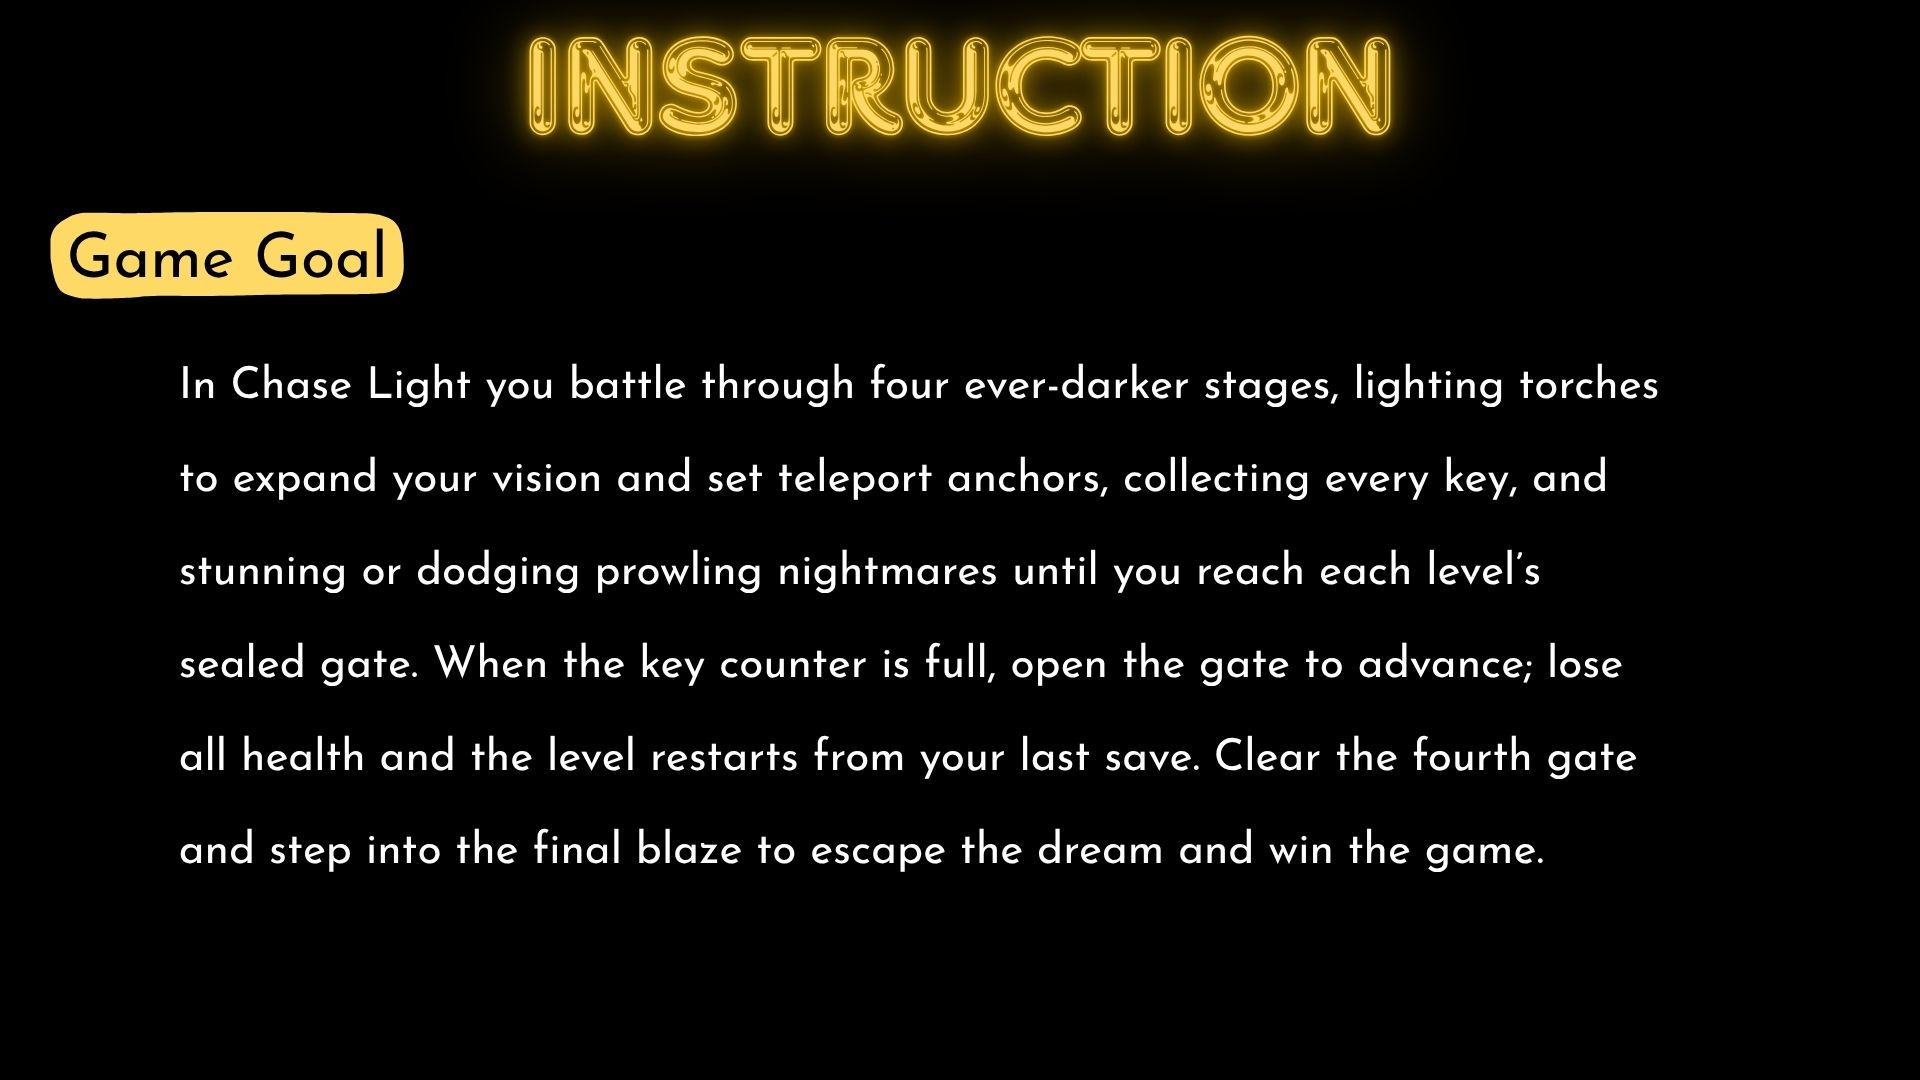 INSTRUCTION
Game Goal
In Chase Light you battle through four ever-darker stages, lighting torches
to expand your vision and set teleport anchors, collecting every key, and
stunning or dodging prowling nightmares until you reach each level’s
sealed gate. When the key counter is full, open the gate to advance; lose
all health and the level restarts from your last save. Clear the fourth gate
and step into the final blaze to escape the dream and win the game.